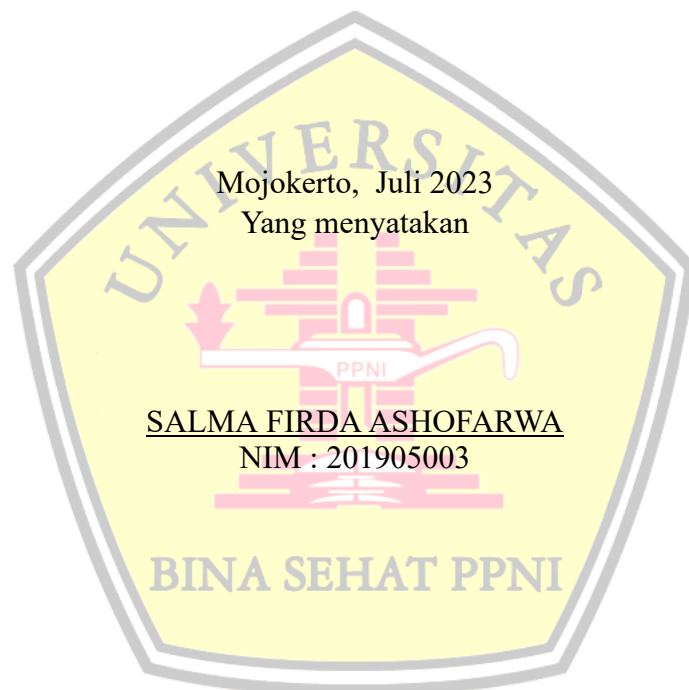 UNIVERSITAS
Mojokerto, Juli 2023
Yang menyatakan
PPNI
SALMA FIRDA ASHOFARWA
NIM : 201905003
BINA SEHAT PPNI